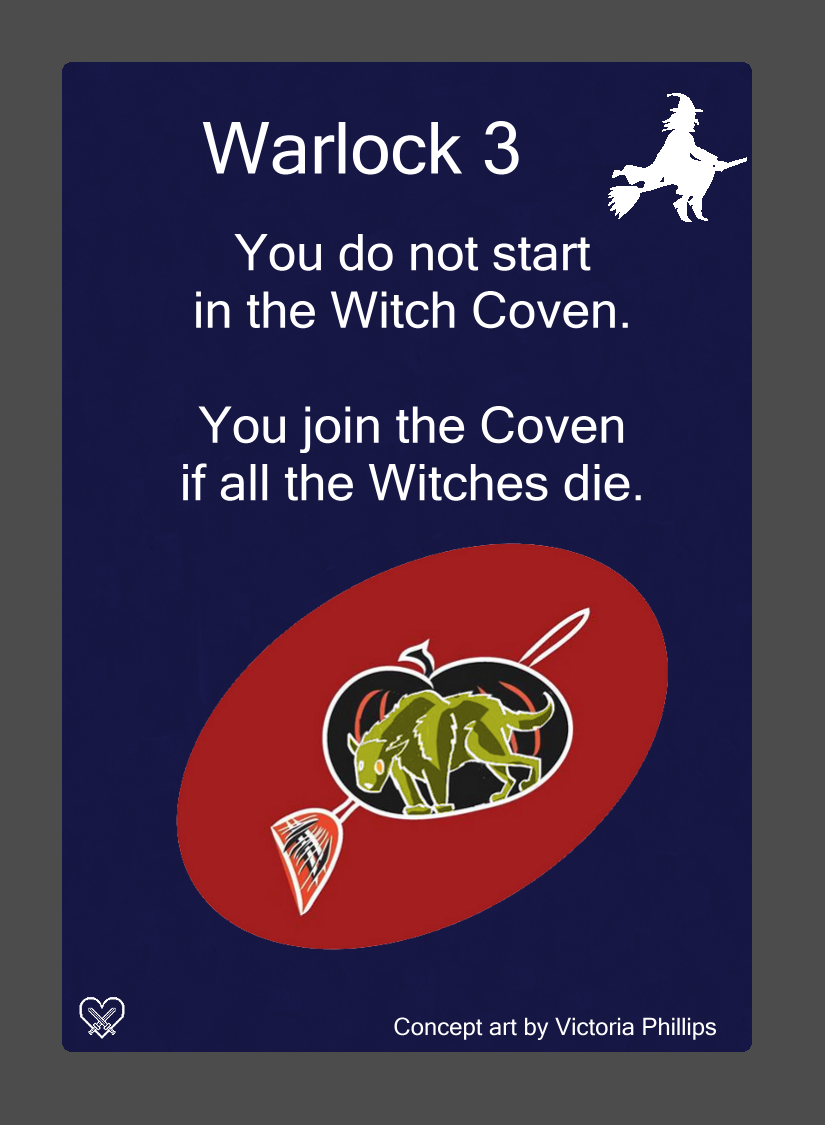 Warlock 3
You do not start
in the Witch Coven.
You join the Coven
if all the Witches die.
Concept art by Victoria Phillips